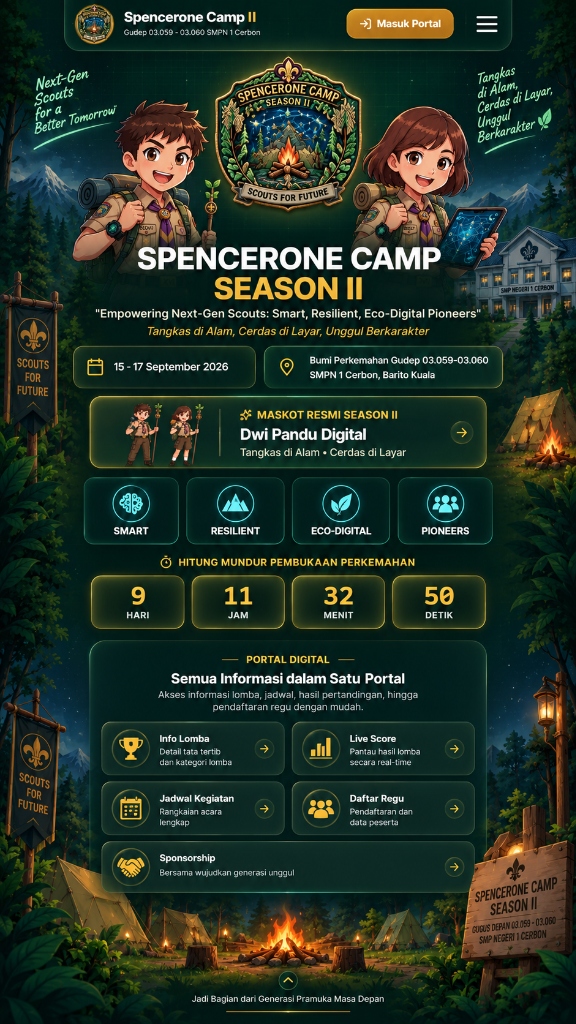 Spencerone Camp II
Gudep 03.059 - 03.060 SMPN 1 Cerbon
Masuk Portal
Next-Gen
Scouts
for a
Better Tomorrow
SPENCERONE CAMP
SEASON II
SCOUTS FOR FUTURE
Tangkas
di Alam,
Cerdas di Layar,
Unggul
Berkarakter
SMP NEGERI 1 CERBON
SPENCERONE CAMP
SEASON II
"Empowering Next-Gen Scouts: Smart, Resilient, Eco-Digital Pioneers"
Tangkas di Alam, Cerdas di Layar, Unggul Berkarakter
15 - 17 September 2026
Bumi Perkemahan Gudep 03.059-03.060
SMPN 1 Cerbon, Barito Kuala
SCOUTS
FOR
FUTURE
MASKOT RESMI SEASON II
Dwi Pandu Digital
Tangkas di Alam • Cerdas di Layar
SMART
RESILIENT
ECO-DIGITAL
PIONEERS
HITUNG MUNDUR PEMBUKAAN PERKEMAHAN
9
HARI
11
JAM
32
MENIT
50
DETIK
PORTAL DIGITAL
Semua Informasi dalam Satu Portal
Akses informasi lomba, jadwal, hasil pertandingan, hingga
pendaftaran regu dengan mudah.
Info Lomba
Detail tata tertib
dan kategori lomba
Live Score
Pantau hasil lomba
secara real-time
Jadwal Kegiatan
Rangkaian acara
lengkap
Daftar Regu
Pendaftaran dan
data peserta
Sponsorship
Bersama wujudkan generasi unggul
SCOUTS
FOR
FUTURE
SPENCERONE CAMP
SEASON II
GUGUS DEPAN 03.059 - 03.060
SMP NEGERI 1 CERBON
Jadi Bagian dari Generasi Pramuka Masa Depan